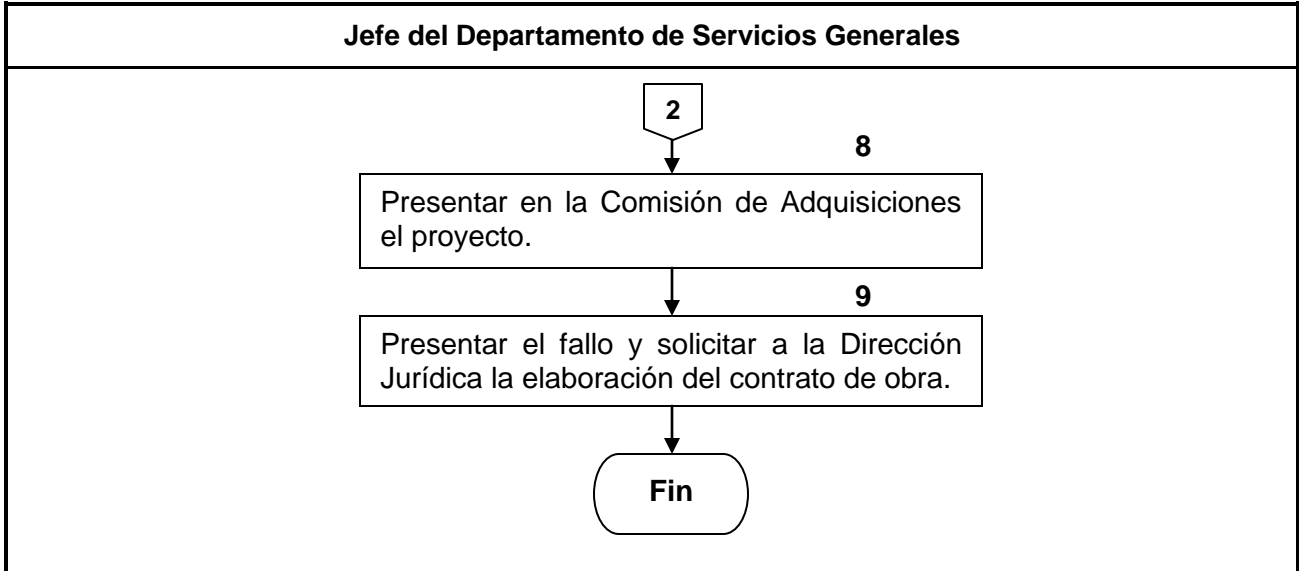 Jefe del Departamento de Servicios Generales
2
8
Presentar en la Comisión de Adquisiciones
el proyecto.
9
Presentar el fallo y solicitar a la Dirección
Jurídica la elaboración del contrato de obra.
Fin